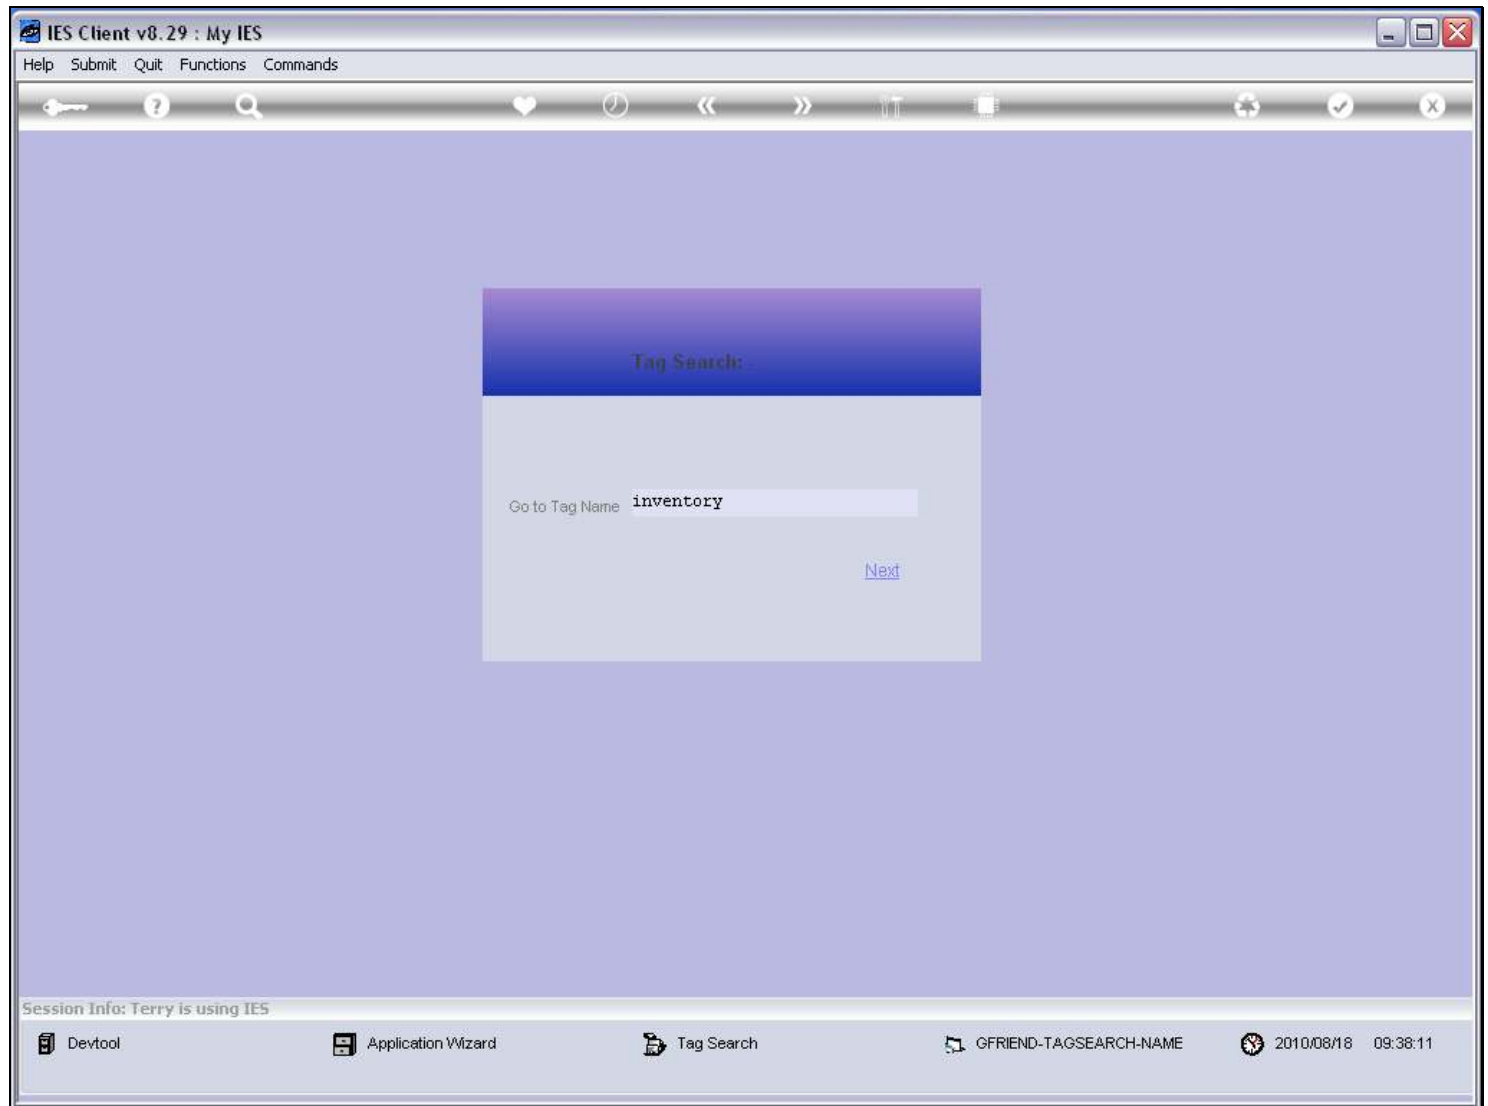 IES Client v8.29 : My IES
Help Submit Quit Functions Commands
Tag Search:
Go to Tag Name inventory
Next
Session Info: Terry is using IES
Devtool Application Wizard Tag Search GFRIEND-TAGSEARCH-NAME 2010/08/18 09:38:11